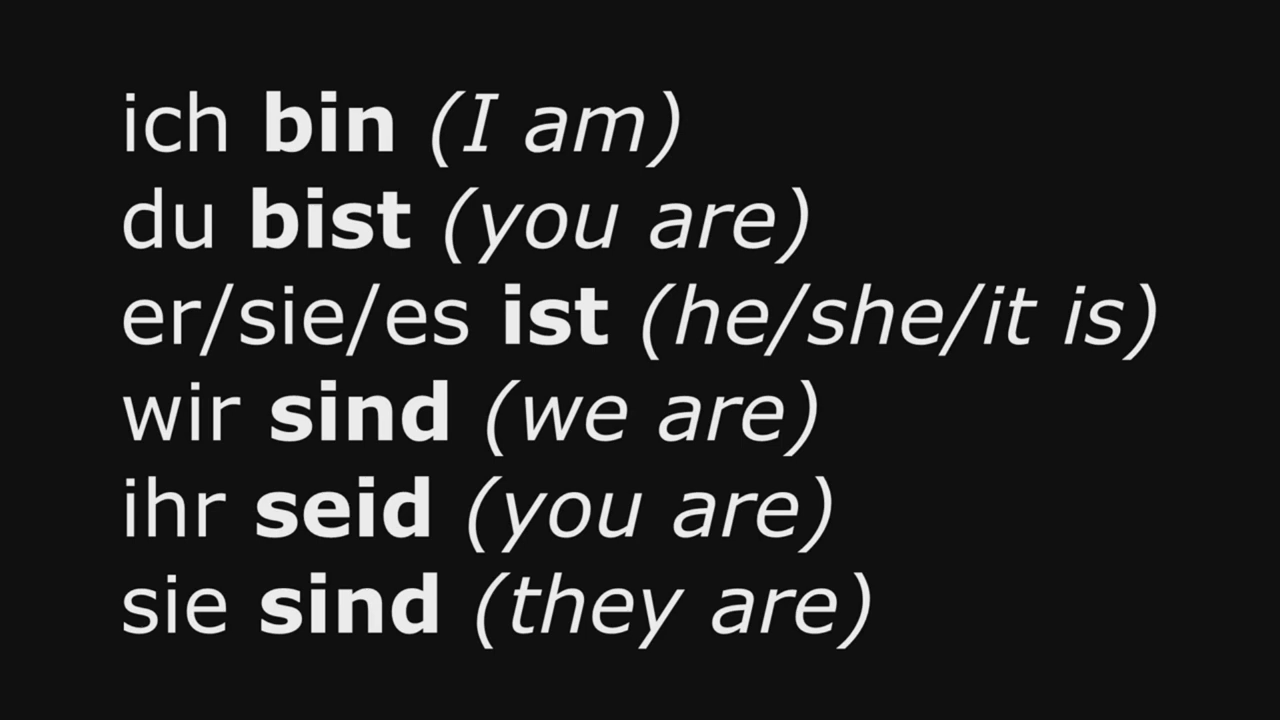 ich bin (I am)
du bist (you are)
er/sie/es ist (he/she/it is)
wir sind (we are)
ihr seid (you are)
sie sind (they are)